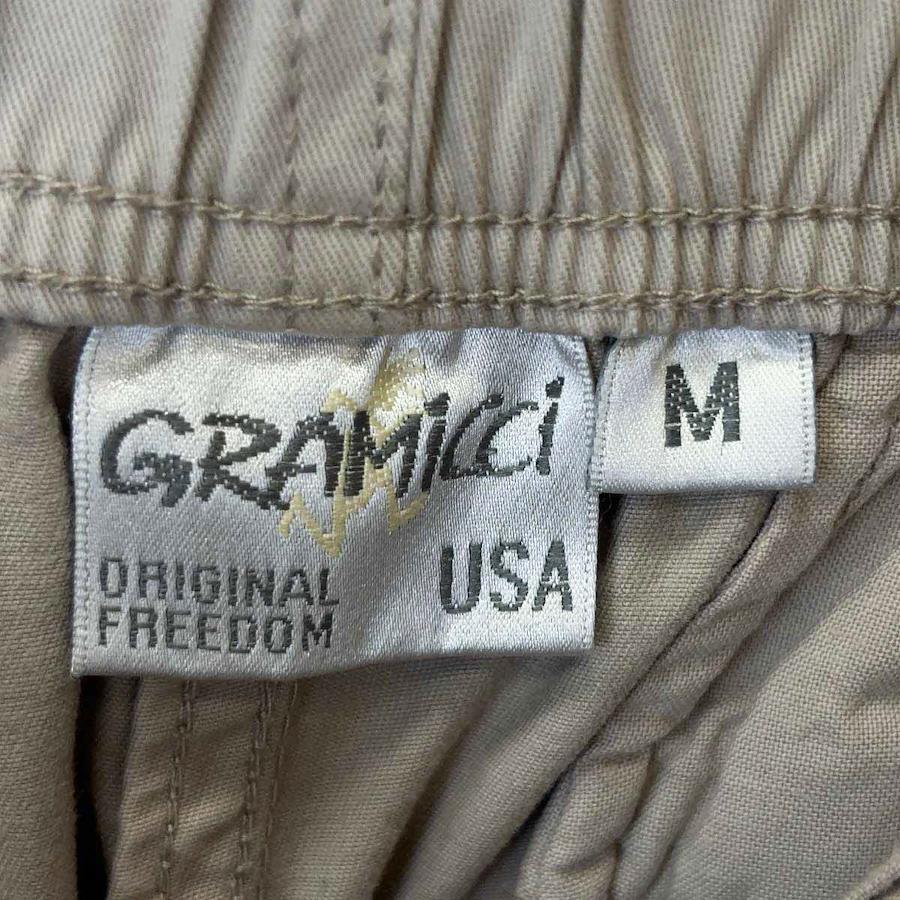 GRAMiCCi
M
ORIGINAL
FREEDOM
USA